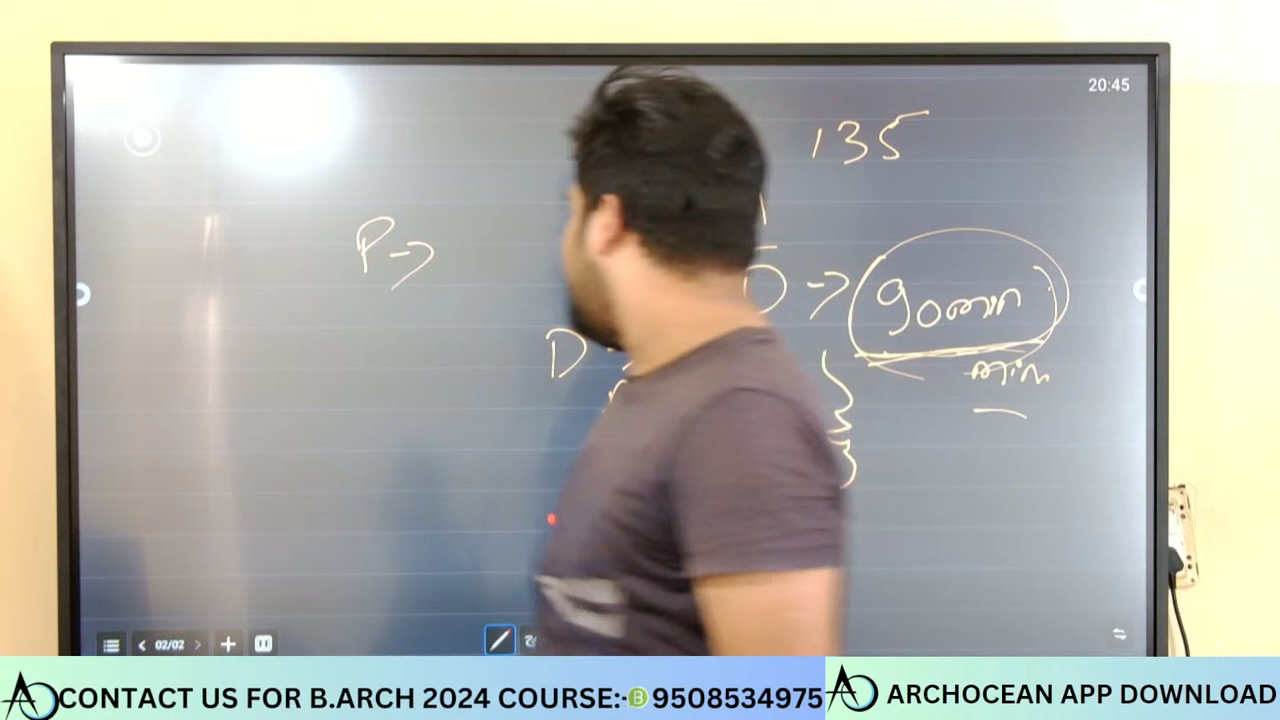 20:45
135
P →
→ 90min
D
min
02/02
CONTACT US FOR B.ARCH 2024 COURSE:- 9508534975
ARCHOCEAN APP DOWNLOAD